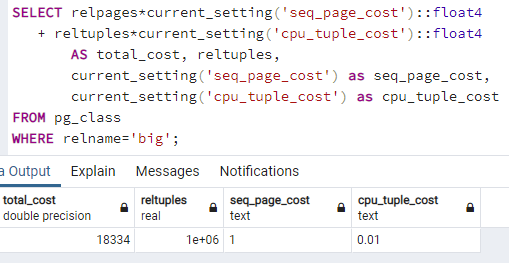 SELECT relpages*current_setting('seq_page_cost')::float4
+ reltuples*current_setting('cpu_tuple_cost')::float4
AS total_cost, reltuples,
current_setting('seq_page_cost') as seq_page_cost,
current_setting('cpu_tuple_cost') as cpu_tuple_cost
FROM pg_class
WHERE relname='big';
a Output Explain Messages Notifications
total_cost reltuples seq_page_cost cpu_tuple_cost
double precision real text text
18334 1e+06 1 0.01